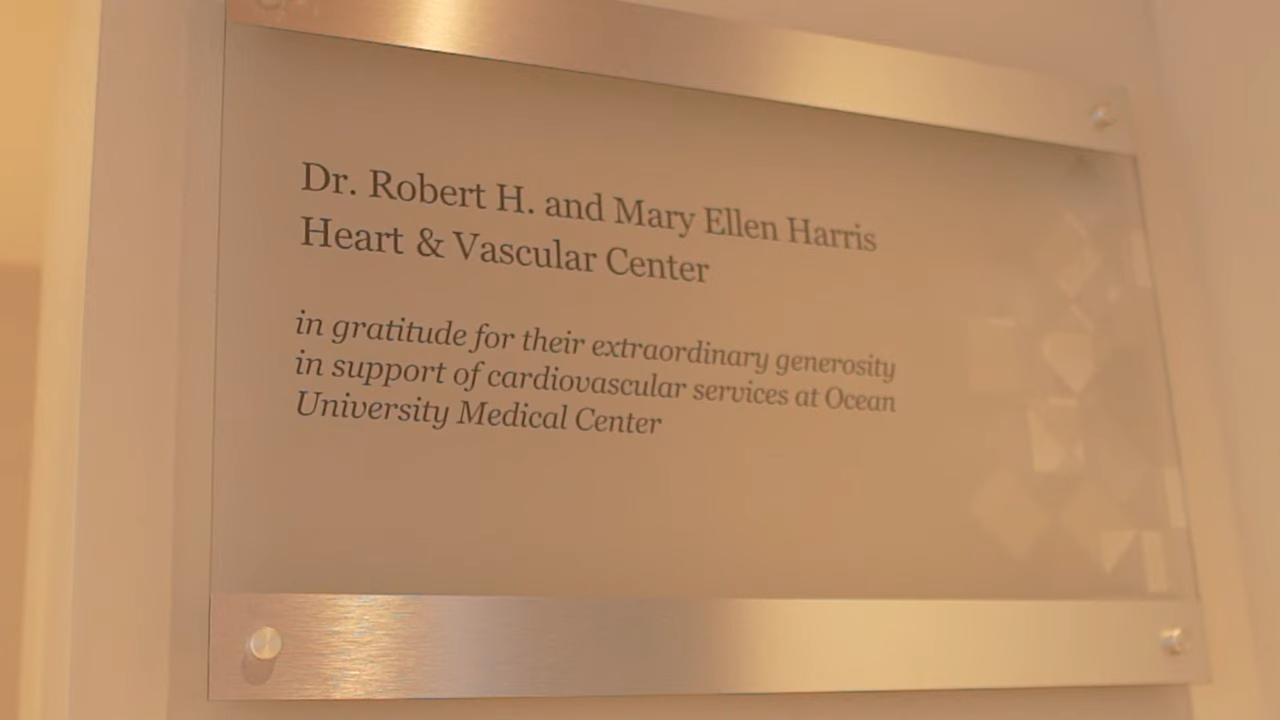 Dr. Robert H. and Mary Ellen Harris
Heart & Vascular Center
in gratitude for their extraordinary generosity
in support of cardiovascular services at Ocean
University Medical Center